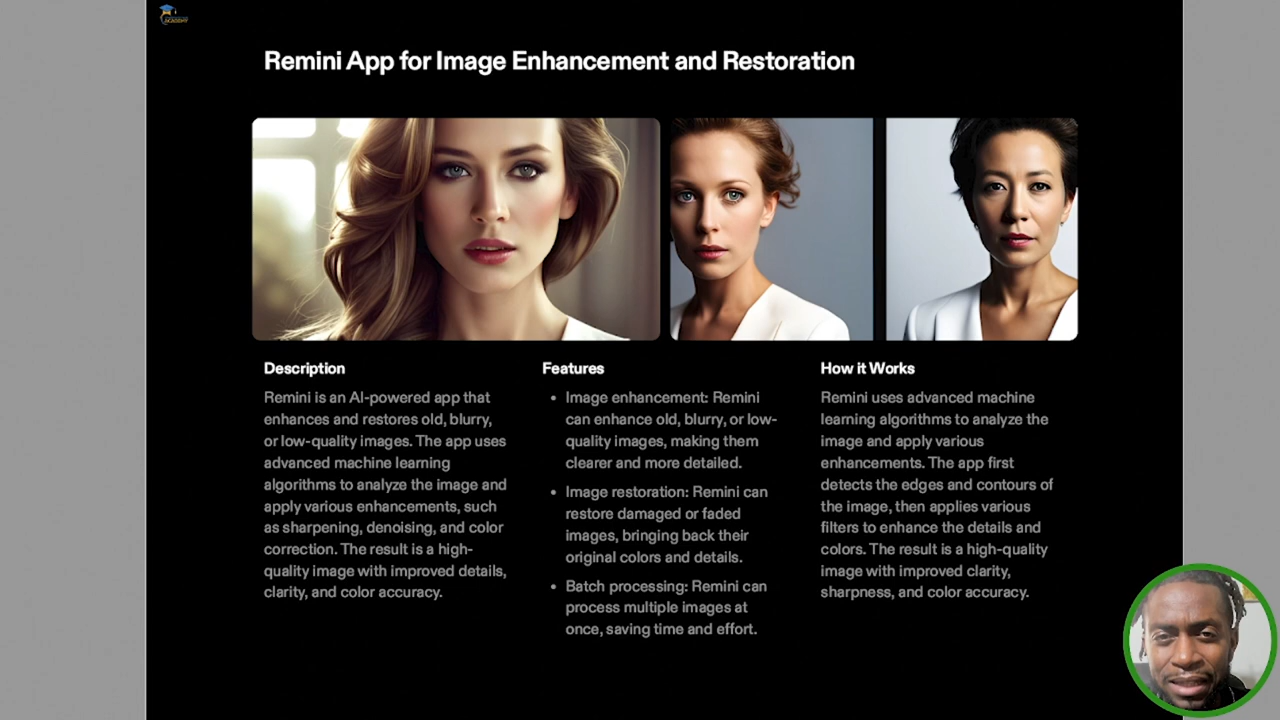 ACADEMY
Remini App for Image Enhancement and Restoration
Description
Remini is an AI-powered app that
enhances and restores old, blurry,
or low-quality images. The app uses
advanced machine learning
algorithms to analyze the image and
apply various enhancements, such
as sharpening, denoising, and color
correction. The result is a high-
quality image with improved details,
clarity, and color accuracy.
Features
• Image enhancement: Remini
can enhance old, blurry, or low-
quality images, making them
clearer and more detailed.
• Image restoration: Remini can
restore damaged or faded
images, bringing back their
original colors and details.
• Batch processing: Remini can
process multiple images at
once, saving time and effort.
How it Works
Remini uses advanced machine
learning algorithms to analyze the
image and apply various
enhancements. The app first
detects the edges and contours of
the image, then applies various
filters to enhance the details and
colors. The result is a high-quality
image with improved clarity,
sharpness, and color accuracy.